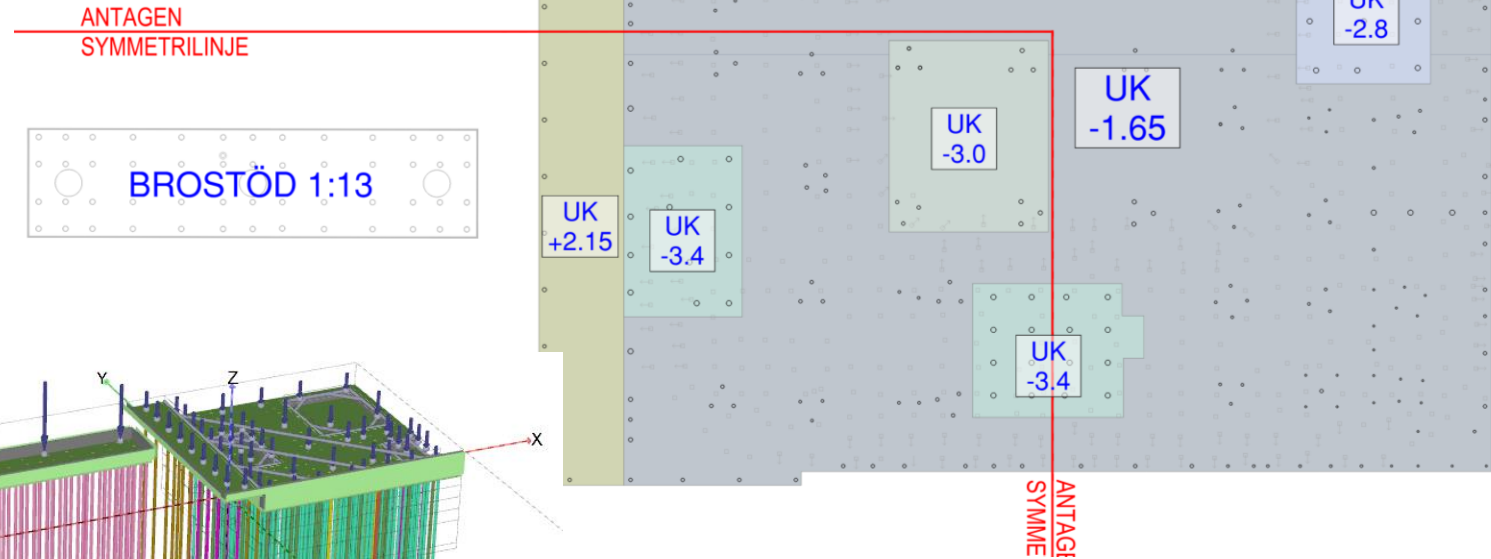 ANTAGEN
SYMMETRILINJE
UK
-2.8
UK
-1.65
UK
-3.0
BROSTÖD 1:13
UK
+2.15
UK
-3.4
UK
-3.4
Y
Z
X
ANTAGE
SYMME